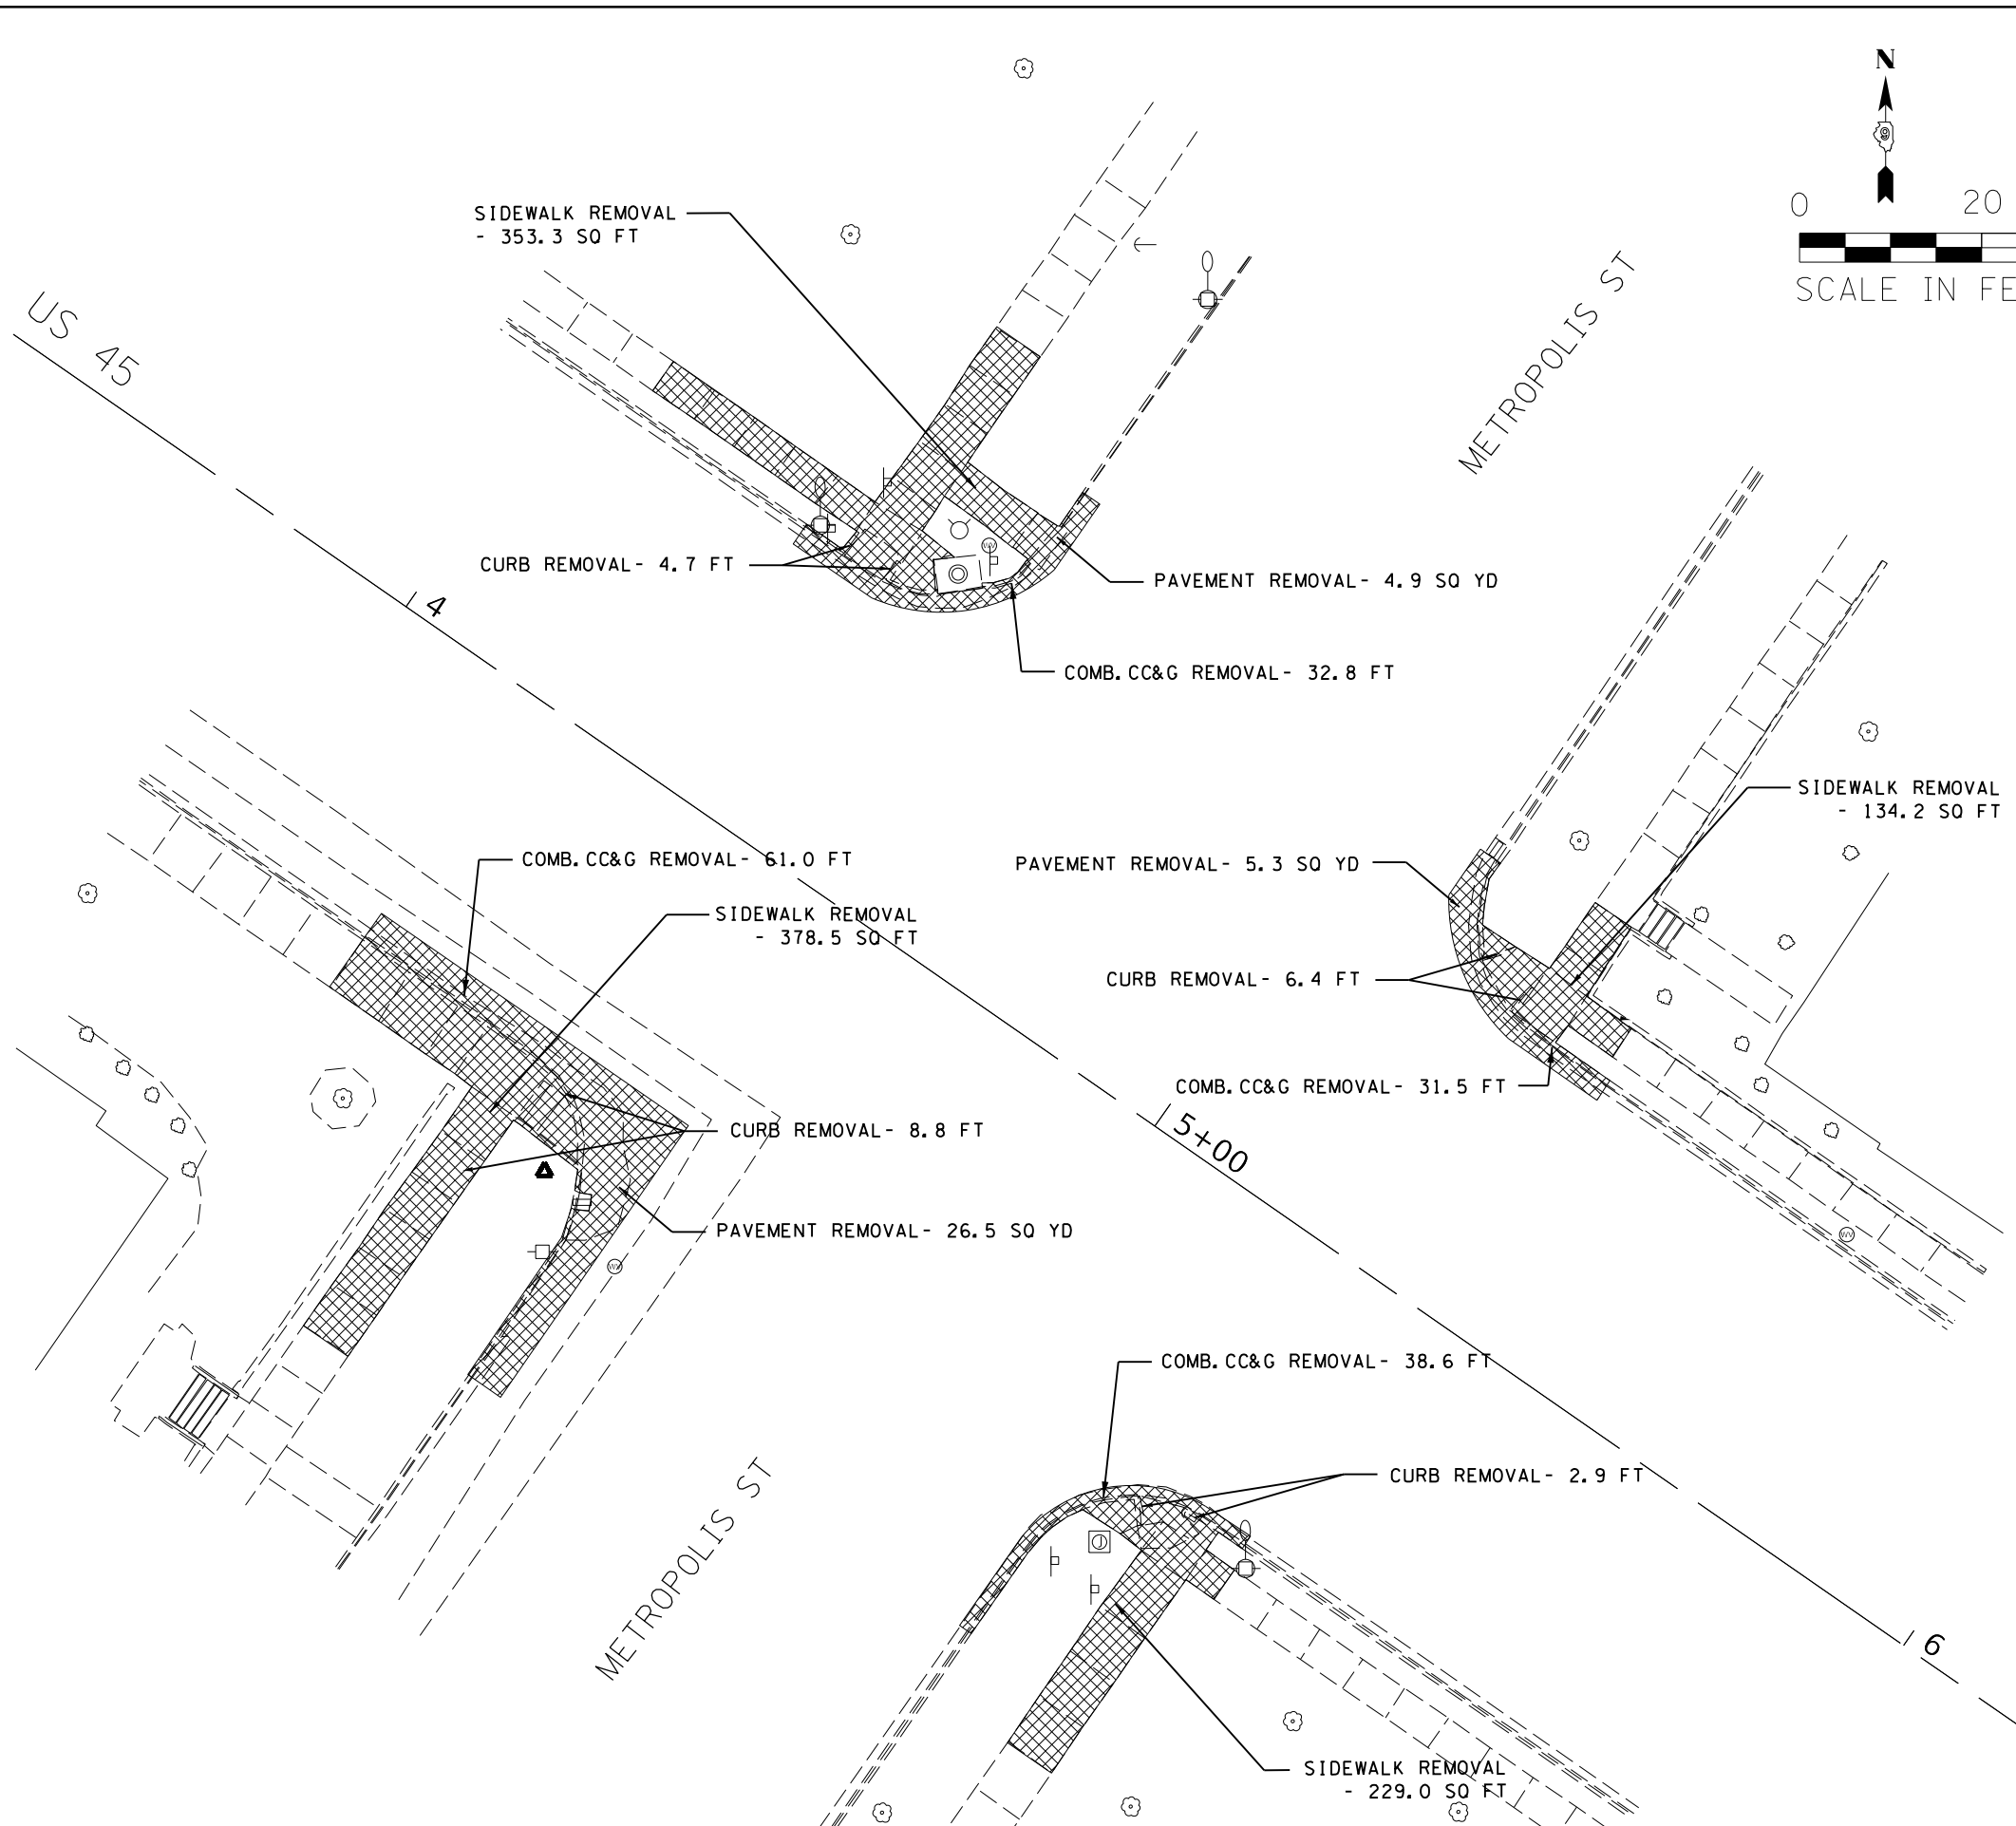 N
0 20
SCALE IN FE
SIDEWALK REMOVAL
- 353.3 SQ FT
METROPOLIS ST
US 45
CURB REMOVAL- 4.7 FT
PAVEMENT REMOVAL- 4.9 SQ YD
4
COMB.CC&G REMOVAL- 32.8 FT
SIDEWALK REMOVAL
- 134.2 SQ FT
COMB.CC&G REMOVAL- 61.0 FT
PAVEMENT REMOVAL- 5.3 SQ YD
SIDEWALK REMOVAL
- 378.5 SQ FT
CURB REMOVAL- 6.4 FT
COMB.CC&G REMOVAL- 31.5 FT
CURB REMOVAL- 8.8 FT
5+00
PAVEMENT REMOVAL- 26.5 SQ YD
COMB.CC&G REMOVAL- 38.6 FT
CURB REMOVAL- 2.9 FT
METROPOLIS ST
6
SIDEWALK REMOVAL
- 229.0 SQ FT